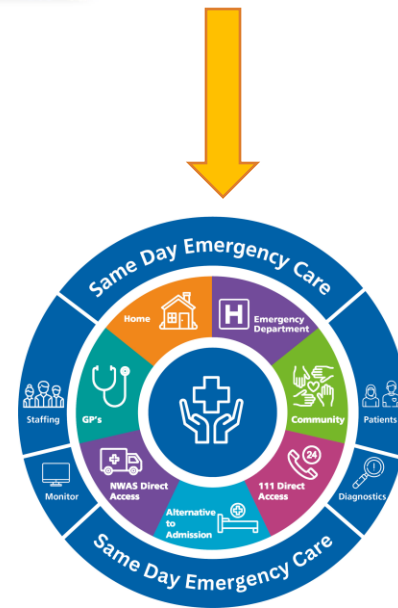 Same Day Emergency Care
Home
H
Emergency
Department
Staffing
GP's
Community
Patients
Monitor
NWAS Direct
Access
24
111 Direct
Access
Diagnostics
Alternative
to
Admission
Same Day Emergency Care